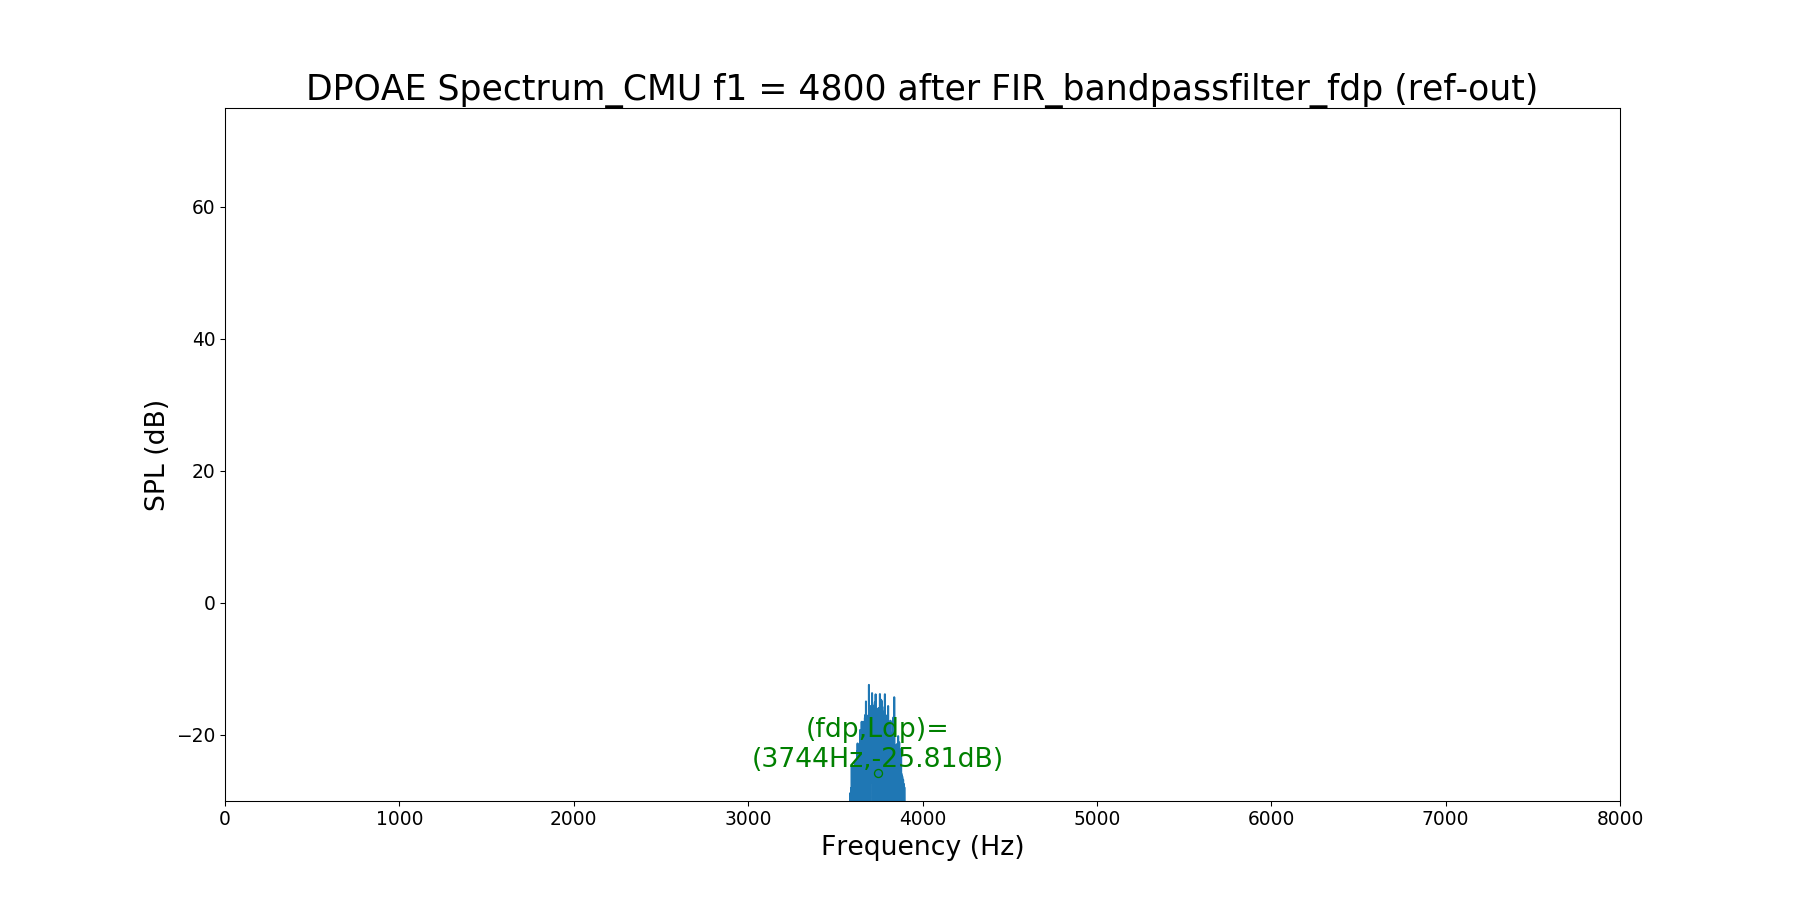 DPOAE Spectrum_CMU f1 = 4800 after FIR_bandpassfilter_fdp (ref-out)
60
40
20
0
−20
SPL (dB)
(fdp,Ldp)=
(3744Hz,-25.81dB)
0 1000 2000 3000 4000 5000 6000 7000 8000
Frequency (Hz)